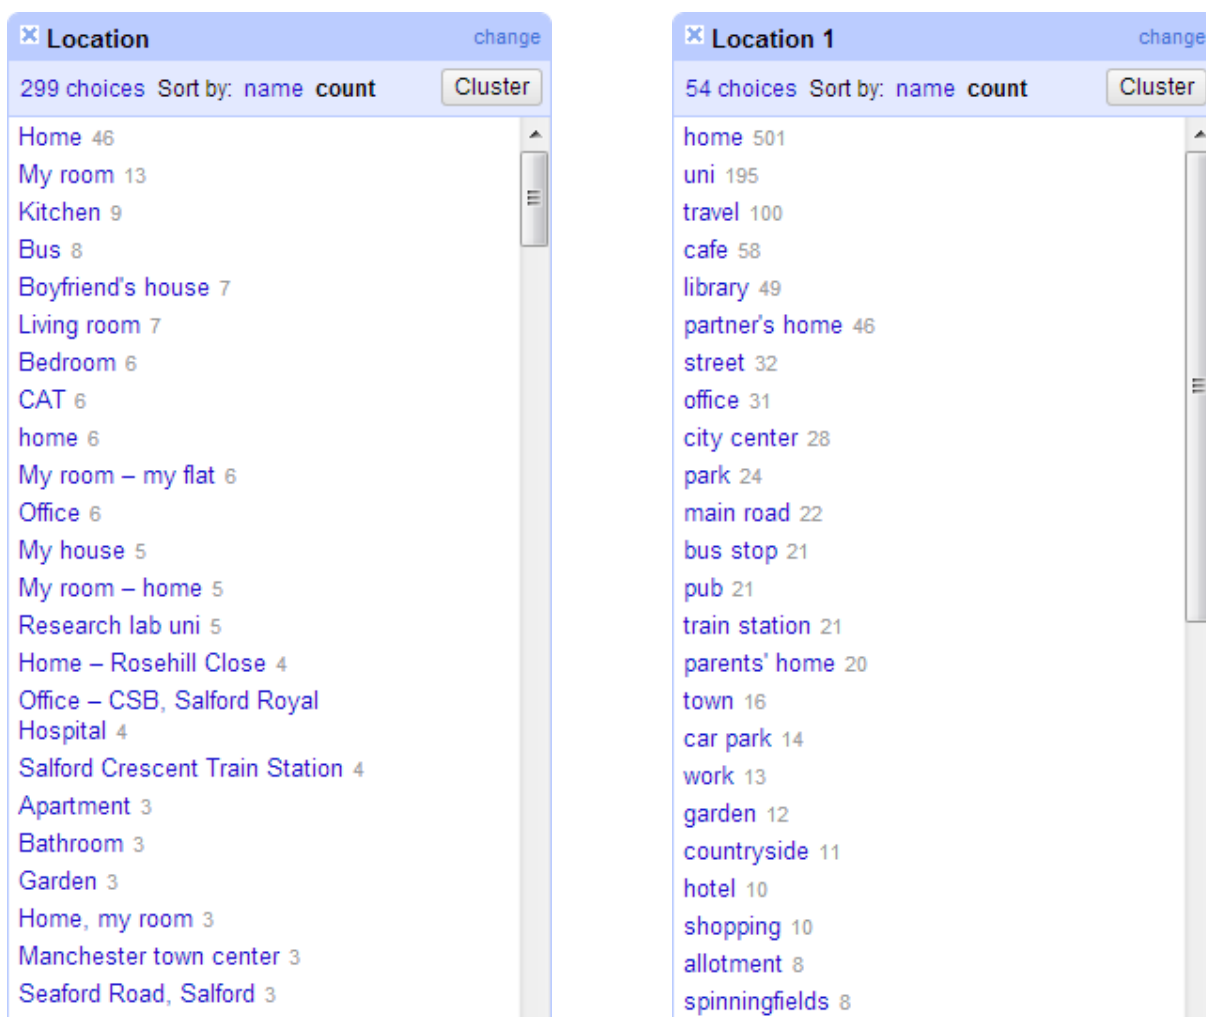 Location change
299 choices Sort by: name count Cluster
Home 46
My room 13
Kitchen 9
Bus 8
Boyfriend's house 7
Living room 7
Bedroom 6
CAT 6
home 6
My room – my flat 6
Office 6
My house 5
My room – home 5
Research lab uni 5
Home – Rosehill Close 4
Office – CSB, Salford Royal
Hospital 4
Salford Crescent Train Station 4
Apartment 3
Bathroom 3
Garden 3
Home, my room 3
Manchester town center 3
Seaford Road, Salford 3
Location 1 change
54 choices Sort by: name count Cluster
home 501
uni 195
travel 100
cafe 58
library 49
partner's home 46
street 32
office 31
city center 28
park 24
main road 22
bus stop 21
pub 21
train station 21
parents' home 20
town 16
car park 14
work 13
garden 12
countryside 11
hotel 10
shopping 10
allotment 8
spinningfields 8